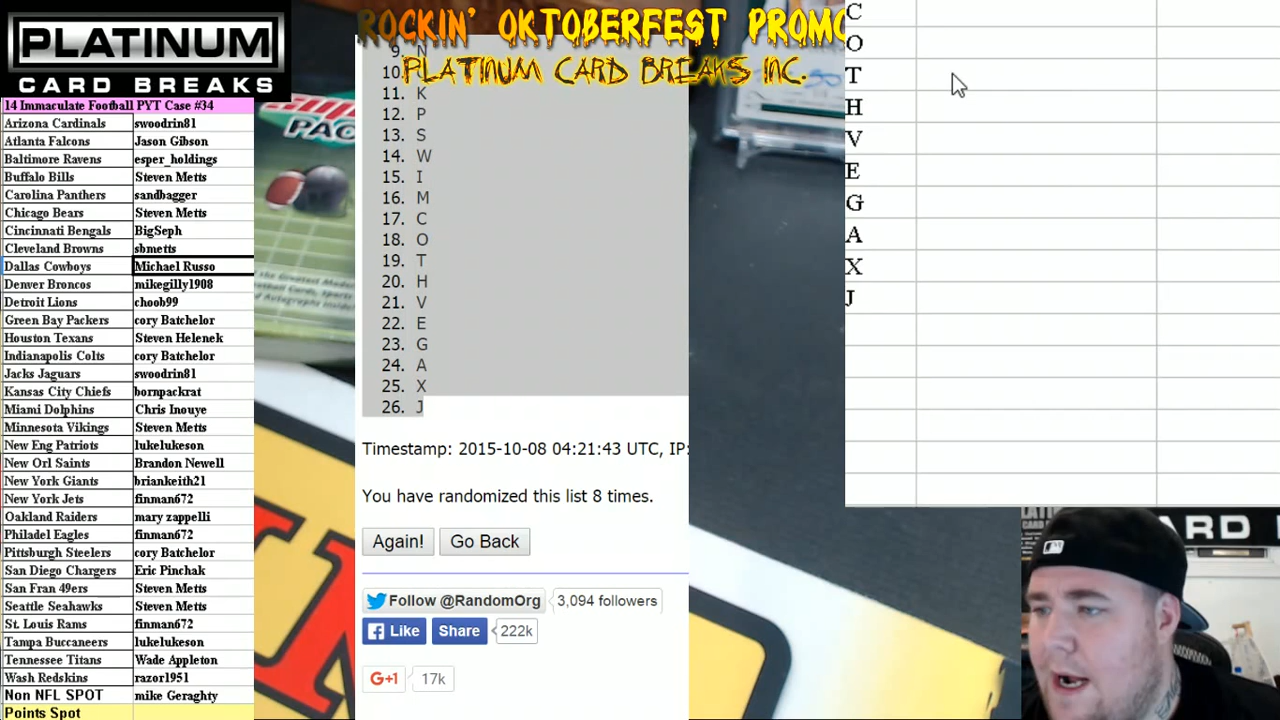 PLATINUM
CARD BREAKS
ROCKIN' OKTOBERFEST PROMO
PLATINUM CARD BREAKS INC.
14 Immaculate Football PYT Case #34
Arizona Cardinals swoodrin81
Atlanta Falcons Jason Gibson
Baltimore Ravens esper_holdings
Buffalo Bills Steven Metts
Carolina Panthers sandbagger
Chicago Bears Steven Metts
Cincinnati Bengals BigSeph
Cleveland Browns sbmetts
Dallas Cowboys Michael Russo
Denver Broncos mikegilly1908
Detroit Lions choob99
Green Bay Packers cory Batchelor
Houston Texans Steven Helenek
Indianapolis Colts cory Batchelor
Jacks Jaguars swoodrin81
Kansas City Chiefs bornpackrat
Miami Dolphins Chris Inouye
Minnesota Vikings Steven Metts
New Eng Patriots lukelukeson
New Orl Saints Brandon Newell
New York Giants briankeith21
New York Jets finman672
Oakland Raiders mary zappelli
Philadel Eagles finman672
Pittsburgh Steelers cory Batchelor
San Diego Chargers Eric Pinchak
San Fran 49ers Steven Metts
Seattle Seahawks Steven Metts
St. Louis Rams finman672
Tampa Buccaneers lukelukeson
Tennessee Titans Wade Appleton
Wash Redskins razor1951
Non NFL SPOT mike Geraghty
Points Spot
9. N
10.
11. K
12. P
13. S
14. W
15. I
16. M
17. C
18. O
19. T
20. H
21. V
22. E
23. G
24. A
25. X
26. J
Timestamp: 2015-10-08 04:21:43 UTC, IP:
You have randomized this list 8 times.
Again! Go Back
Follow @RandomOrg 3,094 followers
Like Share 222k
G+1 17k
C
O
T
H
V
E
G
A
X
J